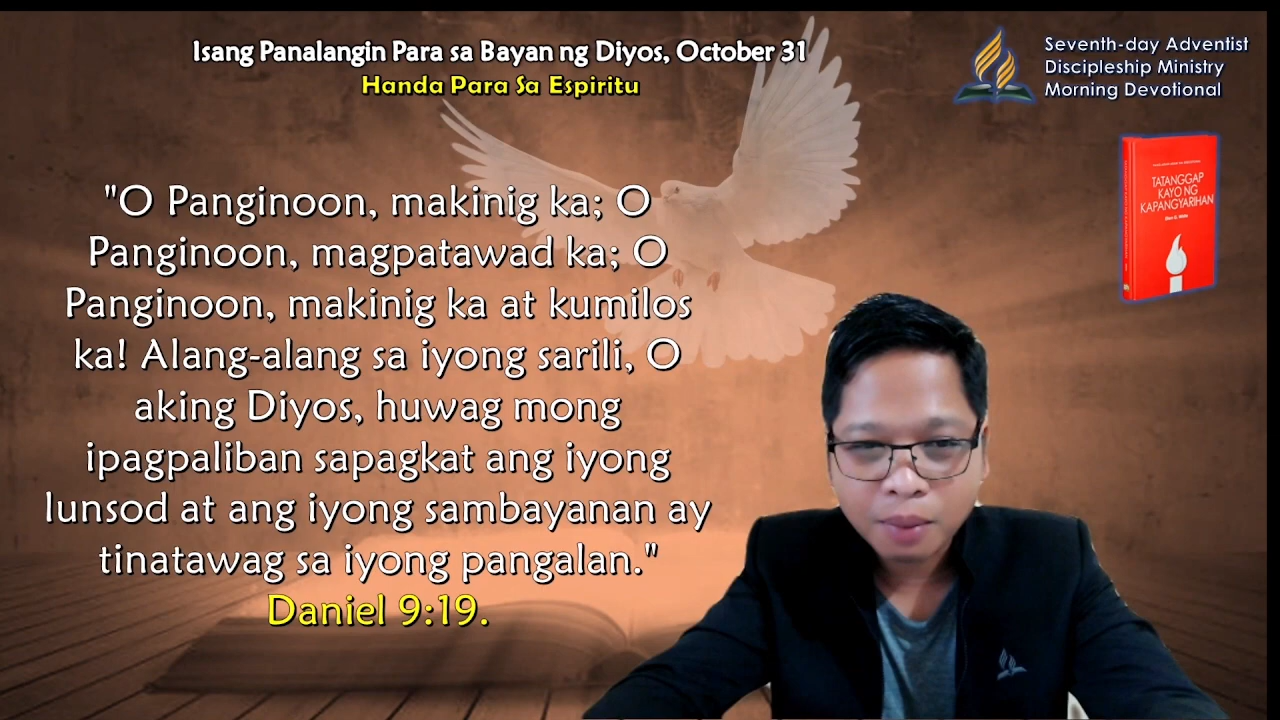 Isang Panalangin Para sa Bayan ng Diyos, October 31
Handa Para Sa Espiritu
Seventh-day Adventist
Discipleship Ministry
Morning Devotional
TATANGGAP
KAYO NG
KAPANGYARIHAN
"O Panginoon, makinig ka; O
Panginoon, magpatawad ka; O
Panginoon, makinig ka at kumilos
ka! Alang-alang sa iyong sarili, O
aking Diyos, huwag mong
ipagpaliban sapagkat ang iyong
lunsod at ang iyong sambayanan ay
tinatawag sa iyong pangalan."
Daniel 9:19.